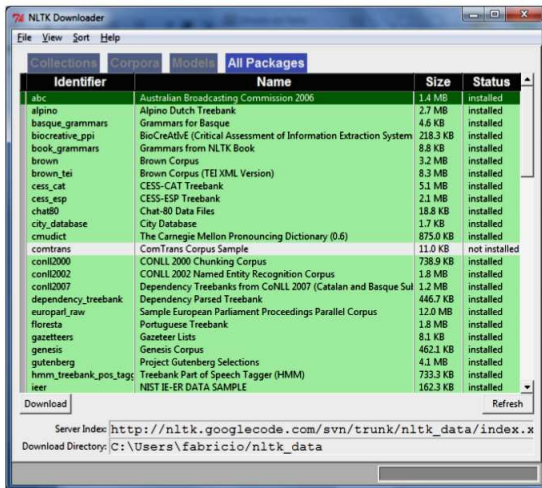 NLTK Downloader
File View Sort Help
Collections Corpora Models All Packages
Identifier Name Size Status
abc Australian Broadcasting Commission 2006 1.4 MB installed
alpino Alpino Dutch Treebank 2.7 MB installed
basque_grammars Grammars for Basque 4.6 KB installed
biocreative_ppi BioCreAtIvE (Critical Assessment of Information Extraction System 218.3 KB installed
book_grammars Grammars from NLTK Book 8.8 KB installed
brown Brown Corpus 3.2 MB installed
brown_tei Brown Corpus (TEI XML Version) 8.3 MB installed
cess_cat CESS-CAT Treebank 5.1 MB installed
cess_esp CESS-ESP Treebank 2.1 MB installed
chat80 Chat-80 Data Files 18.8 KB installed
city_database City Database 1.7 KB installed
cmudict The Carnegie Mellon Pronouncing Dictionary (0.6) 875.0 KB installed
comtrans ComTrans Corpus Sample 11.0 KB not installed
conll2000 CONLL 2000 Chunking Corpus 738.9 KB installed
conll2002 CONLL 2002 Named Entity Recognition Corpus 1.8 MB installed
conll2007 Dependency Treebanks from CoNLL 2007 (Catalan and Basque Sul 1.2 MB installed
dependency_treebank Dependency Parsed Treebank 446.7 KB installed
europarl_raw Sample European Parliament Proceedings Parallel Corpus 12.0 MB installed
floresta Portuguese Treebank 1.8 MB installed
gazetteers Gazeteer Lists 8.1 KB installed
genesis Genesis Corpus 462.1 KB installed
gutenberg Project Gutenberg Selections 4.1 MB installed
hmm_treebank_pos_tagg Treebank Part of Speech Tagger (HMM) 733.3 KB installed
ieer NIST IE-ER DATA SAMPLE 162.3 KB installed
Download Refresh
Server Index: http://nltk.googlecode.com/svn/trunk/nltk_data/index.x
Download Directory: C:\Users\fabricio\nltk_data